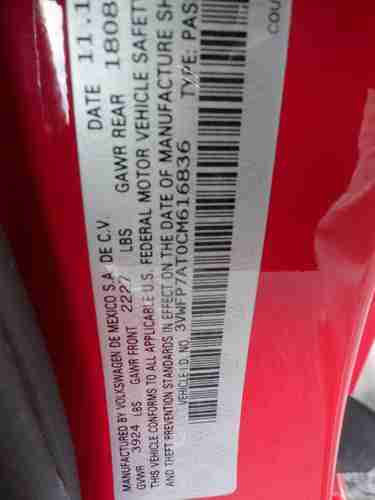 MANUFACTURED BY VOLKSWAGEN DE MEXICO S.A. DE C.V. DATE 11.1
GVWR 3924 LBS GAWR FRONT 2227 LBS GAWR REAR 1808
THIS VEHICLE CONFORMS TO ALL APPLICABLE U.S. FEDERAL MOTOR VEHICLE SAFETY
AND THEFT PREVENTION STANDARDS IN EFFECT ON THE DATE OF MANUFACTURE SH
VEHICLE I.D. NO. 3VWFP7AT0CM616836 TYPE: PAS
COU